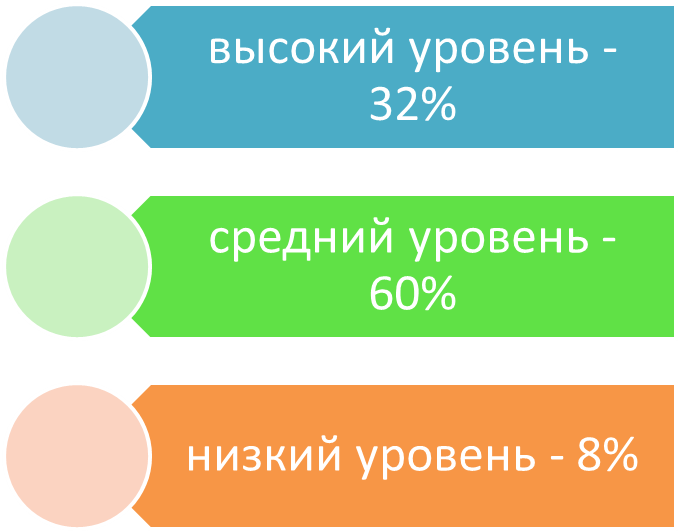 высокий уровень -
32%
средний уровень -
60%
низкий уровень - 8%